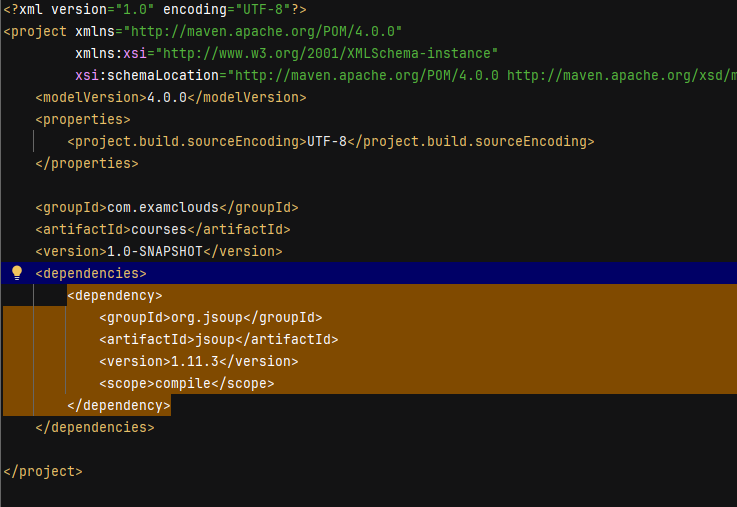 <?xml version="1.0" encoding="UTF-8"?>
<project xmlns="http://maven.apache.org/POM/4.0.0"
xmlns:xsi="http://www.w3.org/2001/XMLSchema-instance"
xsi:schemaLocation="http://maven.apache.org/POM/4.0.0 http://maven.apache.org/xsd/m
<modelVersion>4.0.0</modelVersion>
<properties>
<project.build.sourceEncoding>UTF-8</project.build.sourceEncoding>
</properties>
<groupId>com.examclouds</groupId>
<artifactId>courses</artifactId>
<version>1.0-SNAPSHOT</version>
<dependencies>
<dependency>
<groupId>org.jsoup</groupId>
<artifactId>jsoup</artifactId>
<version>1.11.3</version>
<scope>compile</scope>
</dependency>
</dependencies>
</project>